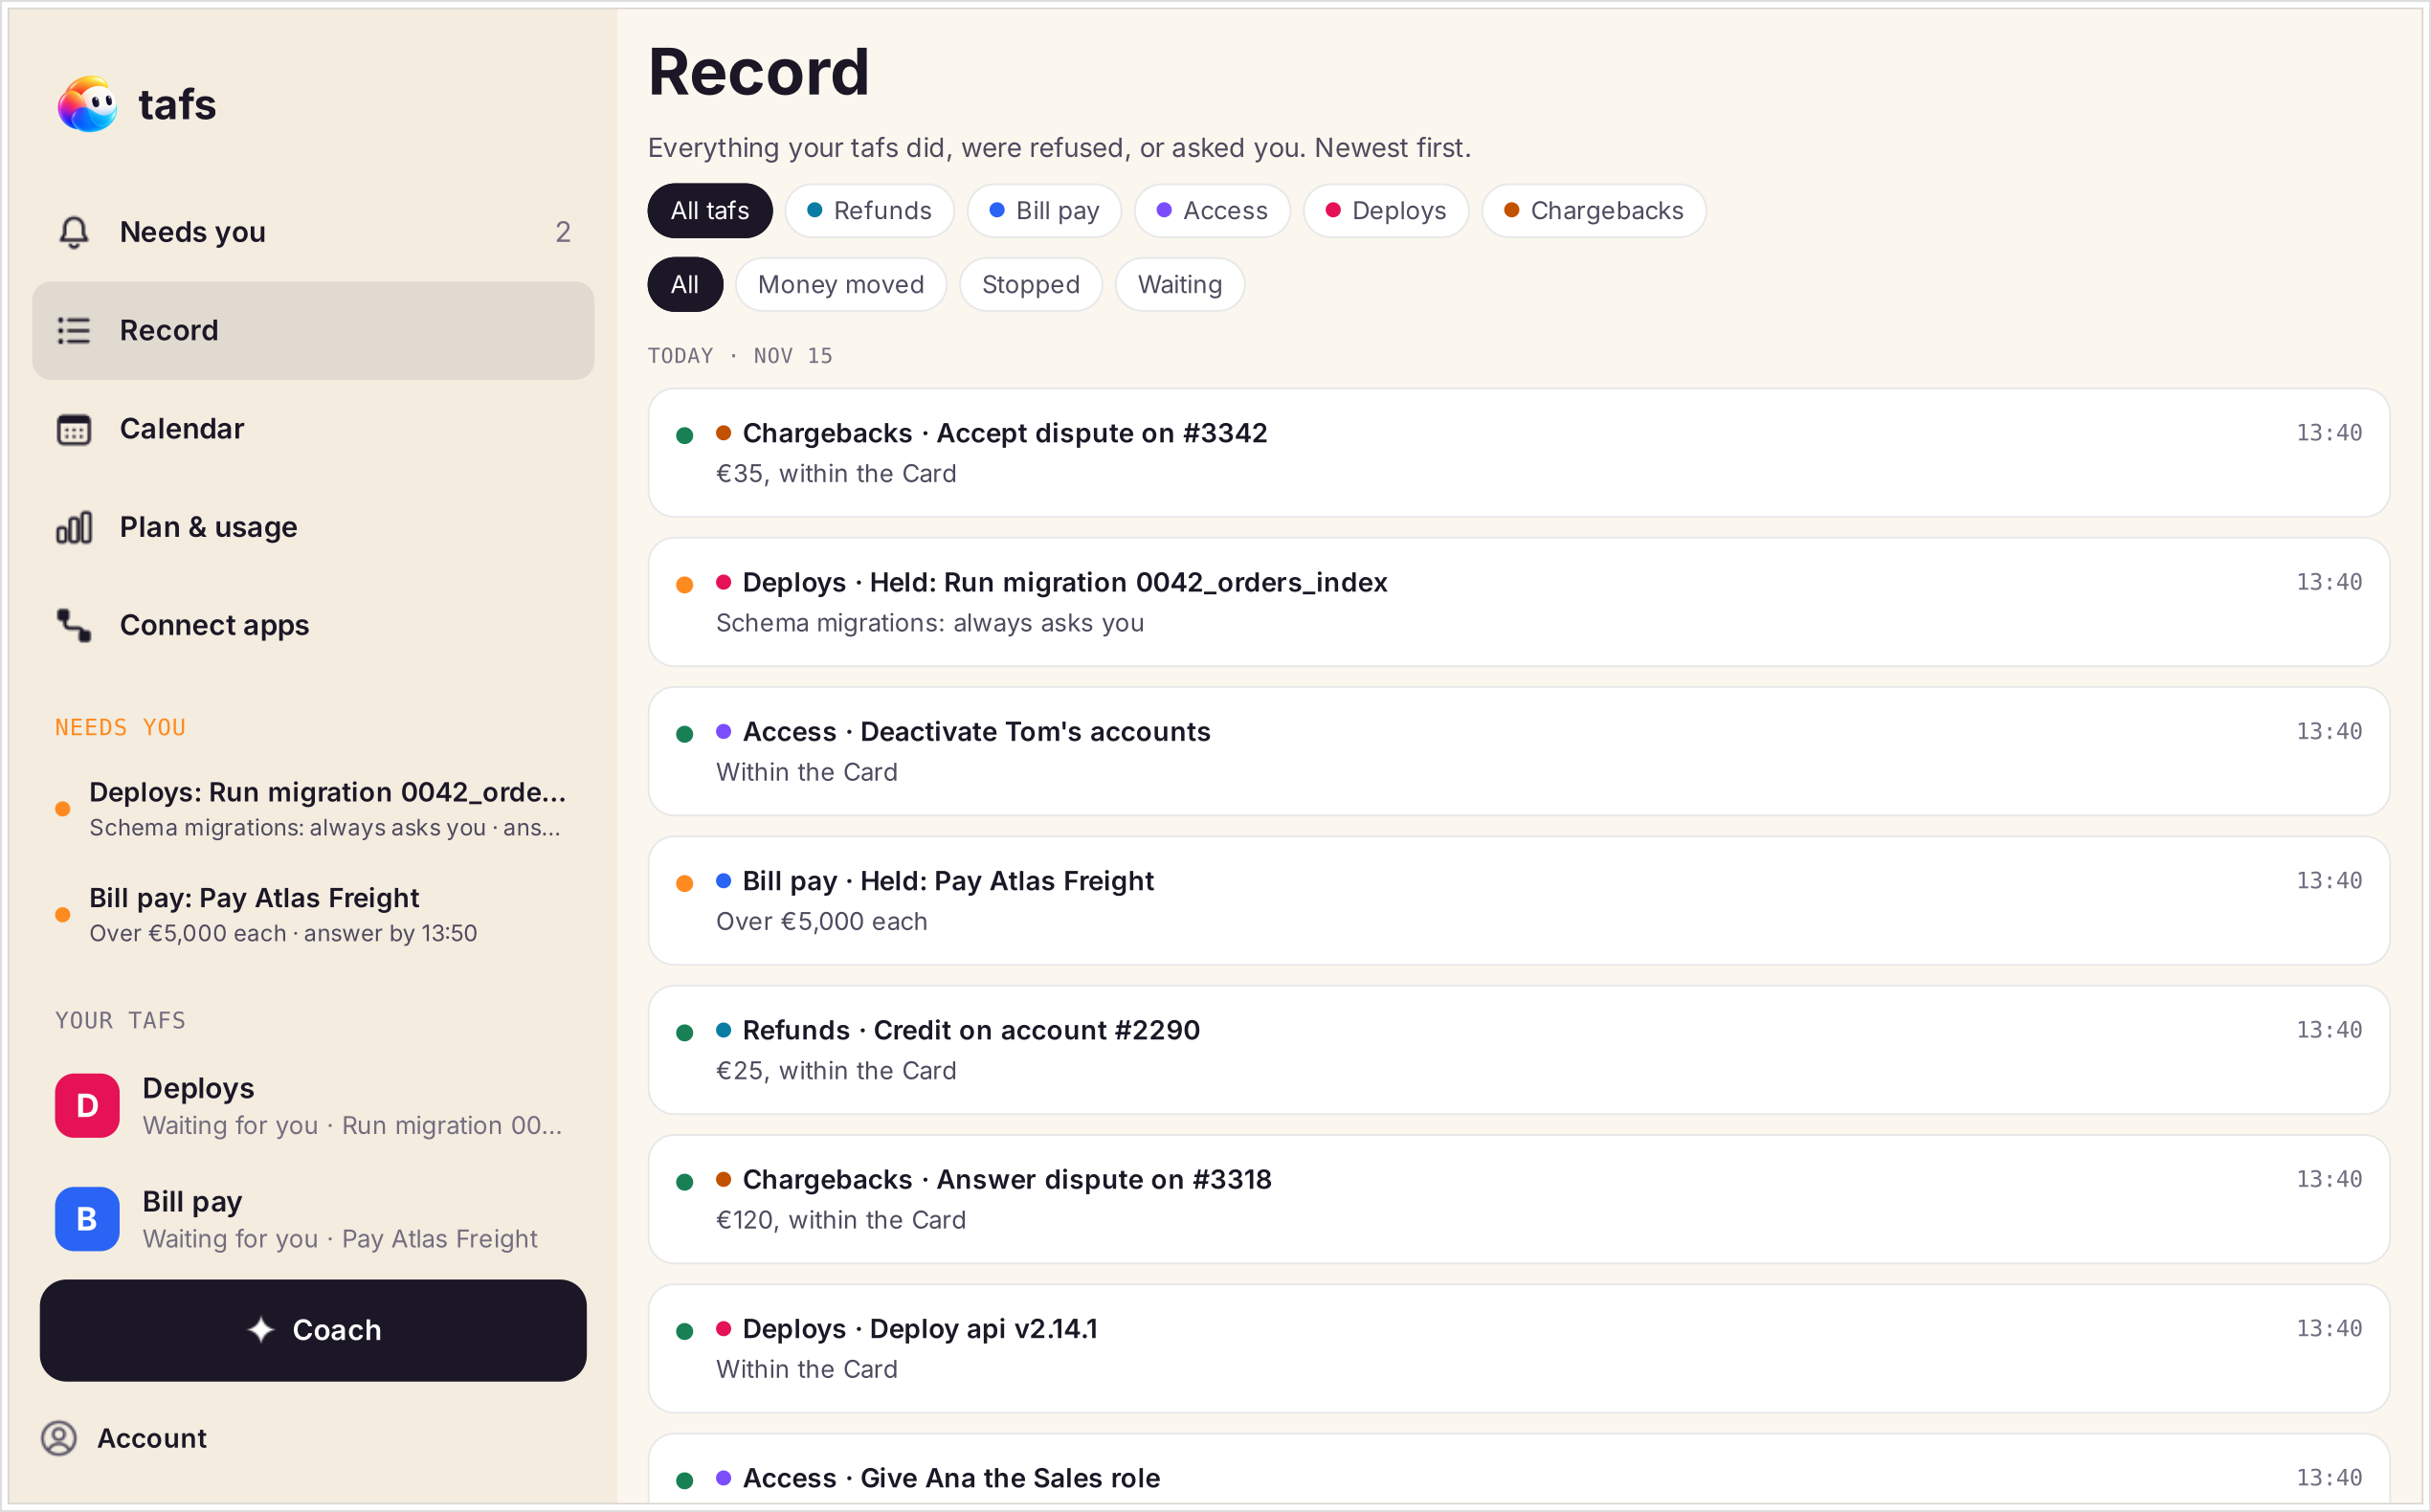 tafs
Needs you 2
Record
Calendar
Plan & usage
Connect apps
NEEDS YOU
Deploys: Run migration 0042_orde...
Schema migrations: always asks you · ans...
Bill pay: Pay Atlas Freight
Over €5,000 each · answer by 13:50
YOUR TAFS
D
Deploys
Waiting for you · Run migration 00...
B
Bill pay
Waiting for you · Pay Atlas Freight
Coach
Account
Record
Everything your tafs did, were refused, or asked you. Newest first.
All tafs Refunds Bill pay Access Deploys Chargebacks
All Money moved Stopped Waiting
TODAY · NOV 15
Chargebacks · Accept dispute on #3342 13:40
€35, within the Card
Deploys · Held: Run migration 0042_orders_index 13:40
Schema migrations: always asks you
Access · Deactivate Tom's accounts 13:40
Within the Card
Bill pay · Held: Pay Atlas Freight 13:40
Over €5,000 each
Refunds · Credit on account #2290 13:40
€25, within the Card
Chargebacks · Answer dispute on #3318 13:40
€120, within the Card
Deploys · Deploy api v2.14.1 13:40
Within the Card
Access · Give Ana the Sales role 13:40